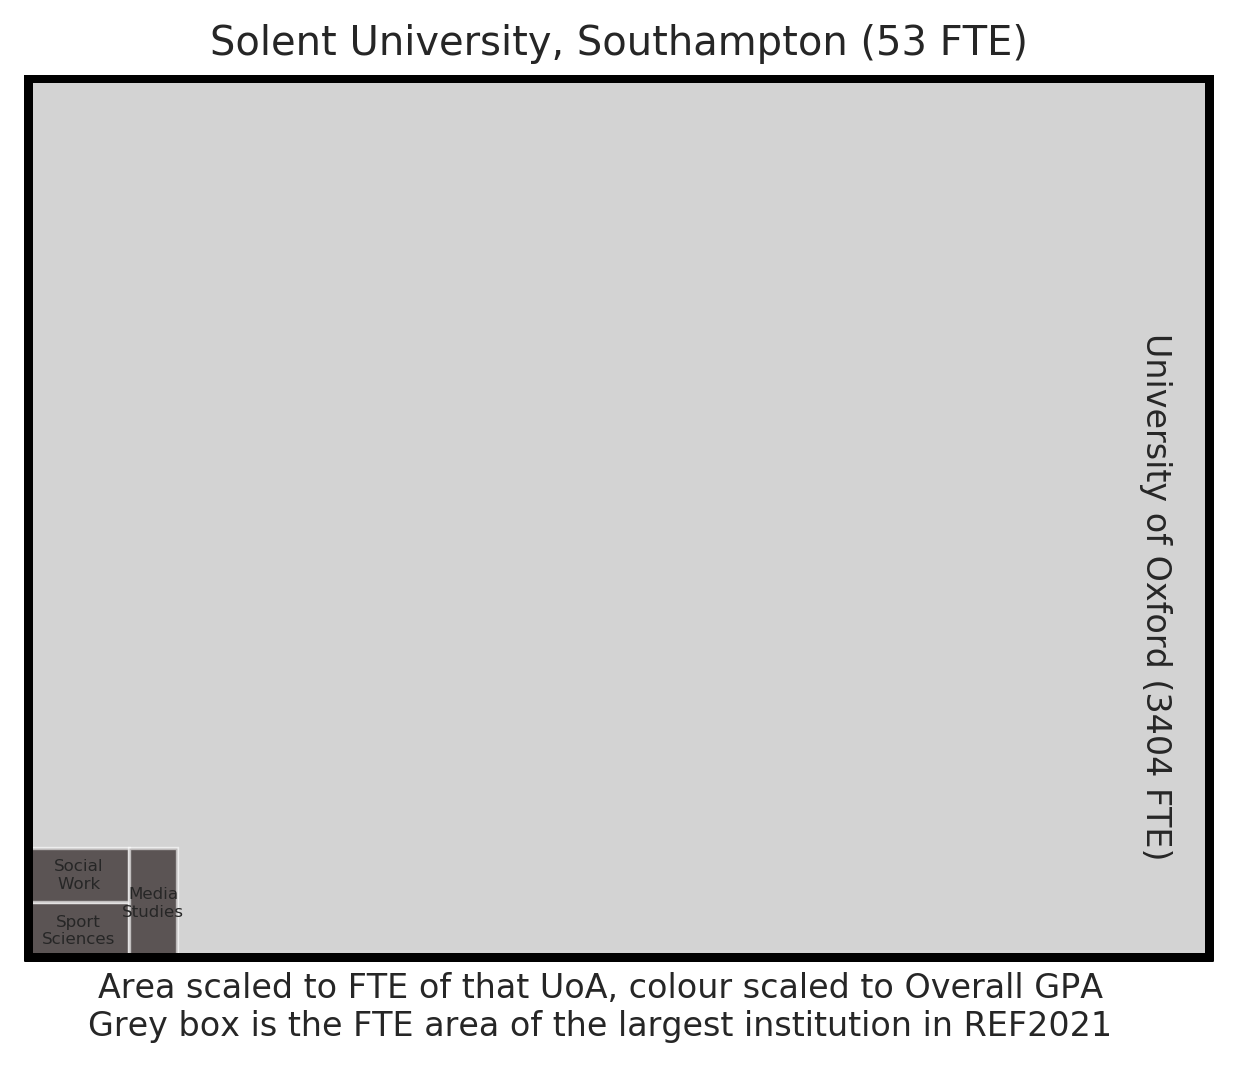 Solent University, Southampton (53 FTE)
University of Oxford (3404 FTE)
Social
Work
Media
Studies
Sport
Sciences
Area scaled to FTE of that UoA, colour scaled to Overall GPA
Grey box is the FTE area of the largest institution in REF2021